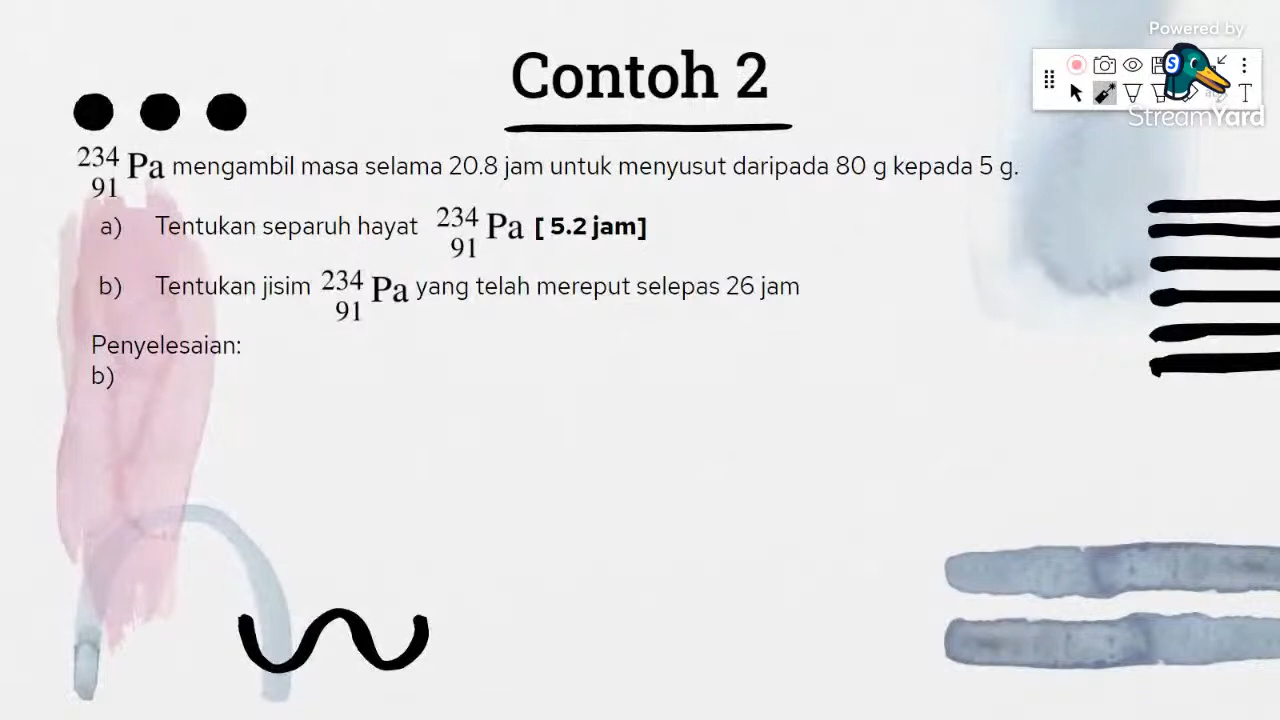 Powered by
StreamYard
Contoh 2
234 91 Pa mengambil masa selama 20.8 jam untuk menyusut daripada 80 g kepada 5 g.
a) Tentukan separuh hayat 234 91 Pa [ 5.2 jam]
b) Tentukan jisim 234 91 Pa yang telah mereput selepas 26 jam
Penyelesaian:
b)